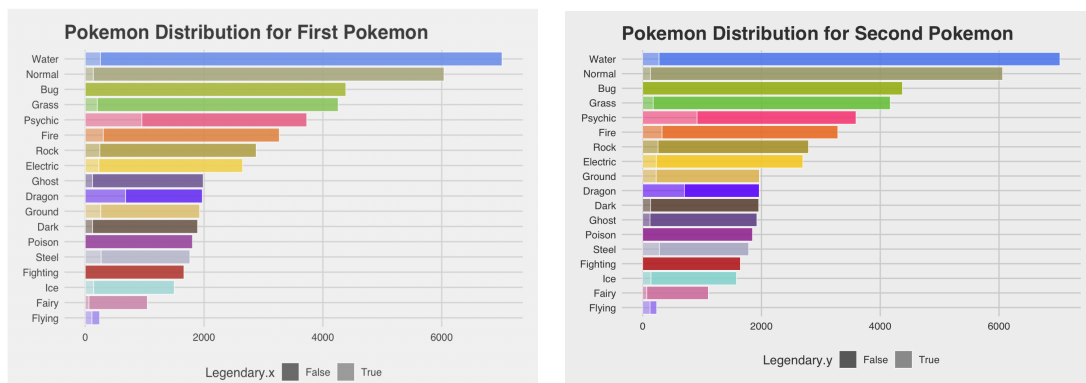 Pokemon Distribution for First Pokemon
Water
Normal
Bug
Grass
Psychic
Fire
Rock
Electric
Ghost
Dragon
Ground
Dark
Poison
Steel
Fighting
Ice
Fairy
Flying
0 2000 4000 6000
Legendary.x False True
Pokemon Distribution for Second Pokemon
Water
Normal
Bug
Grass
Psychic
Fire
Rock
Electric
Ground
Dragon
Dark
Ghost
Poison
Steel
Fighting
Ice
Fairy
Flying
0 2000 4000 6000
Legendary.y False True